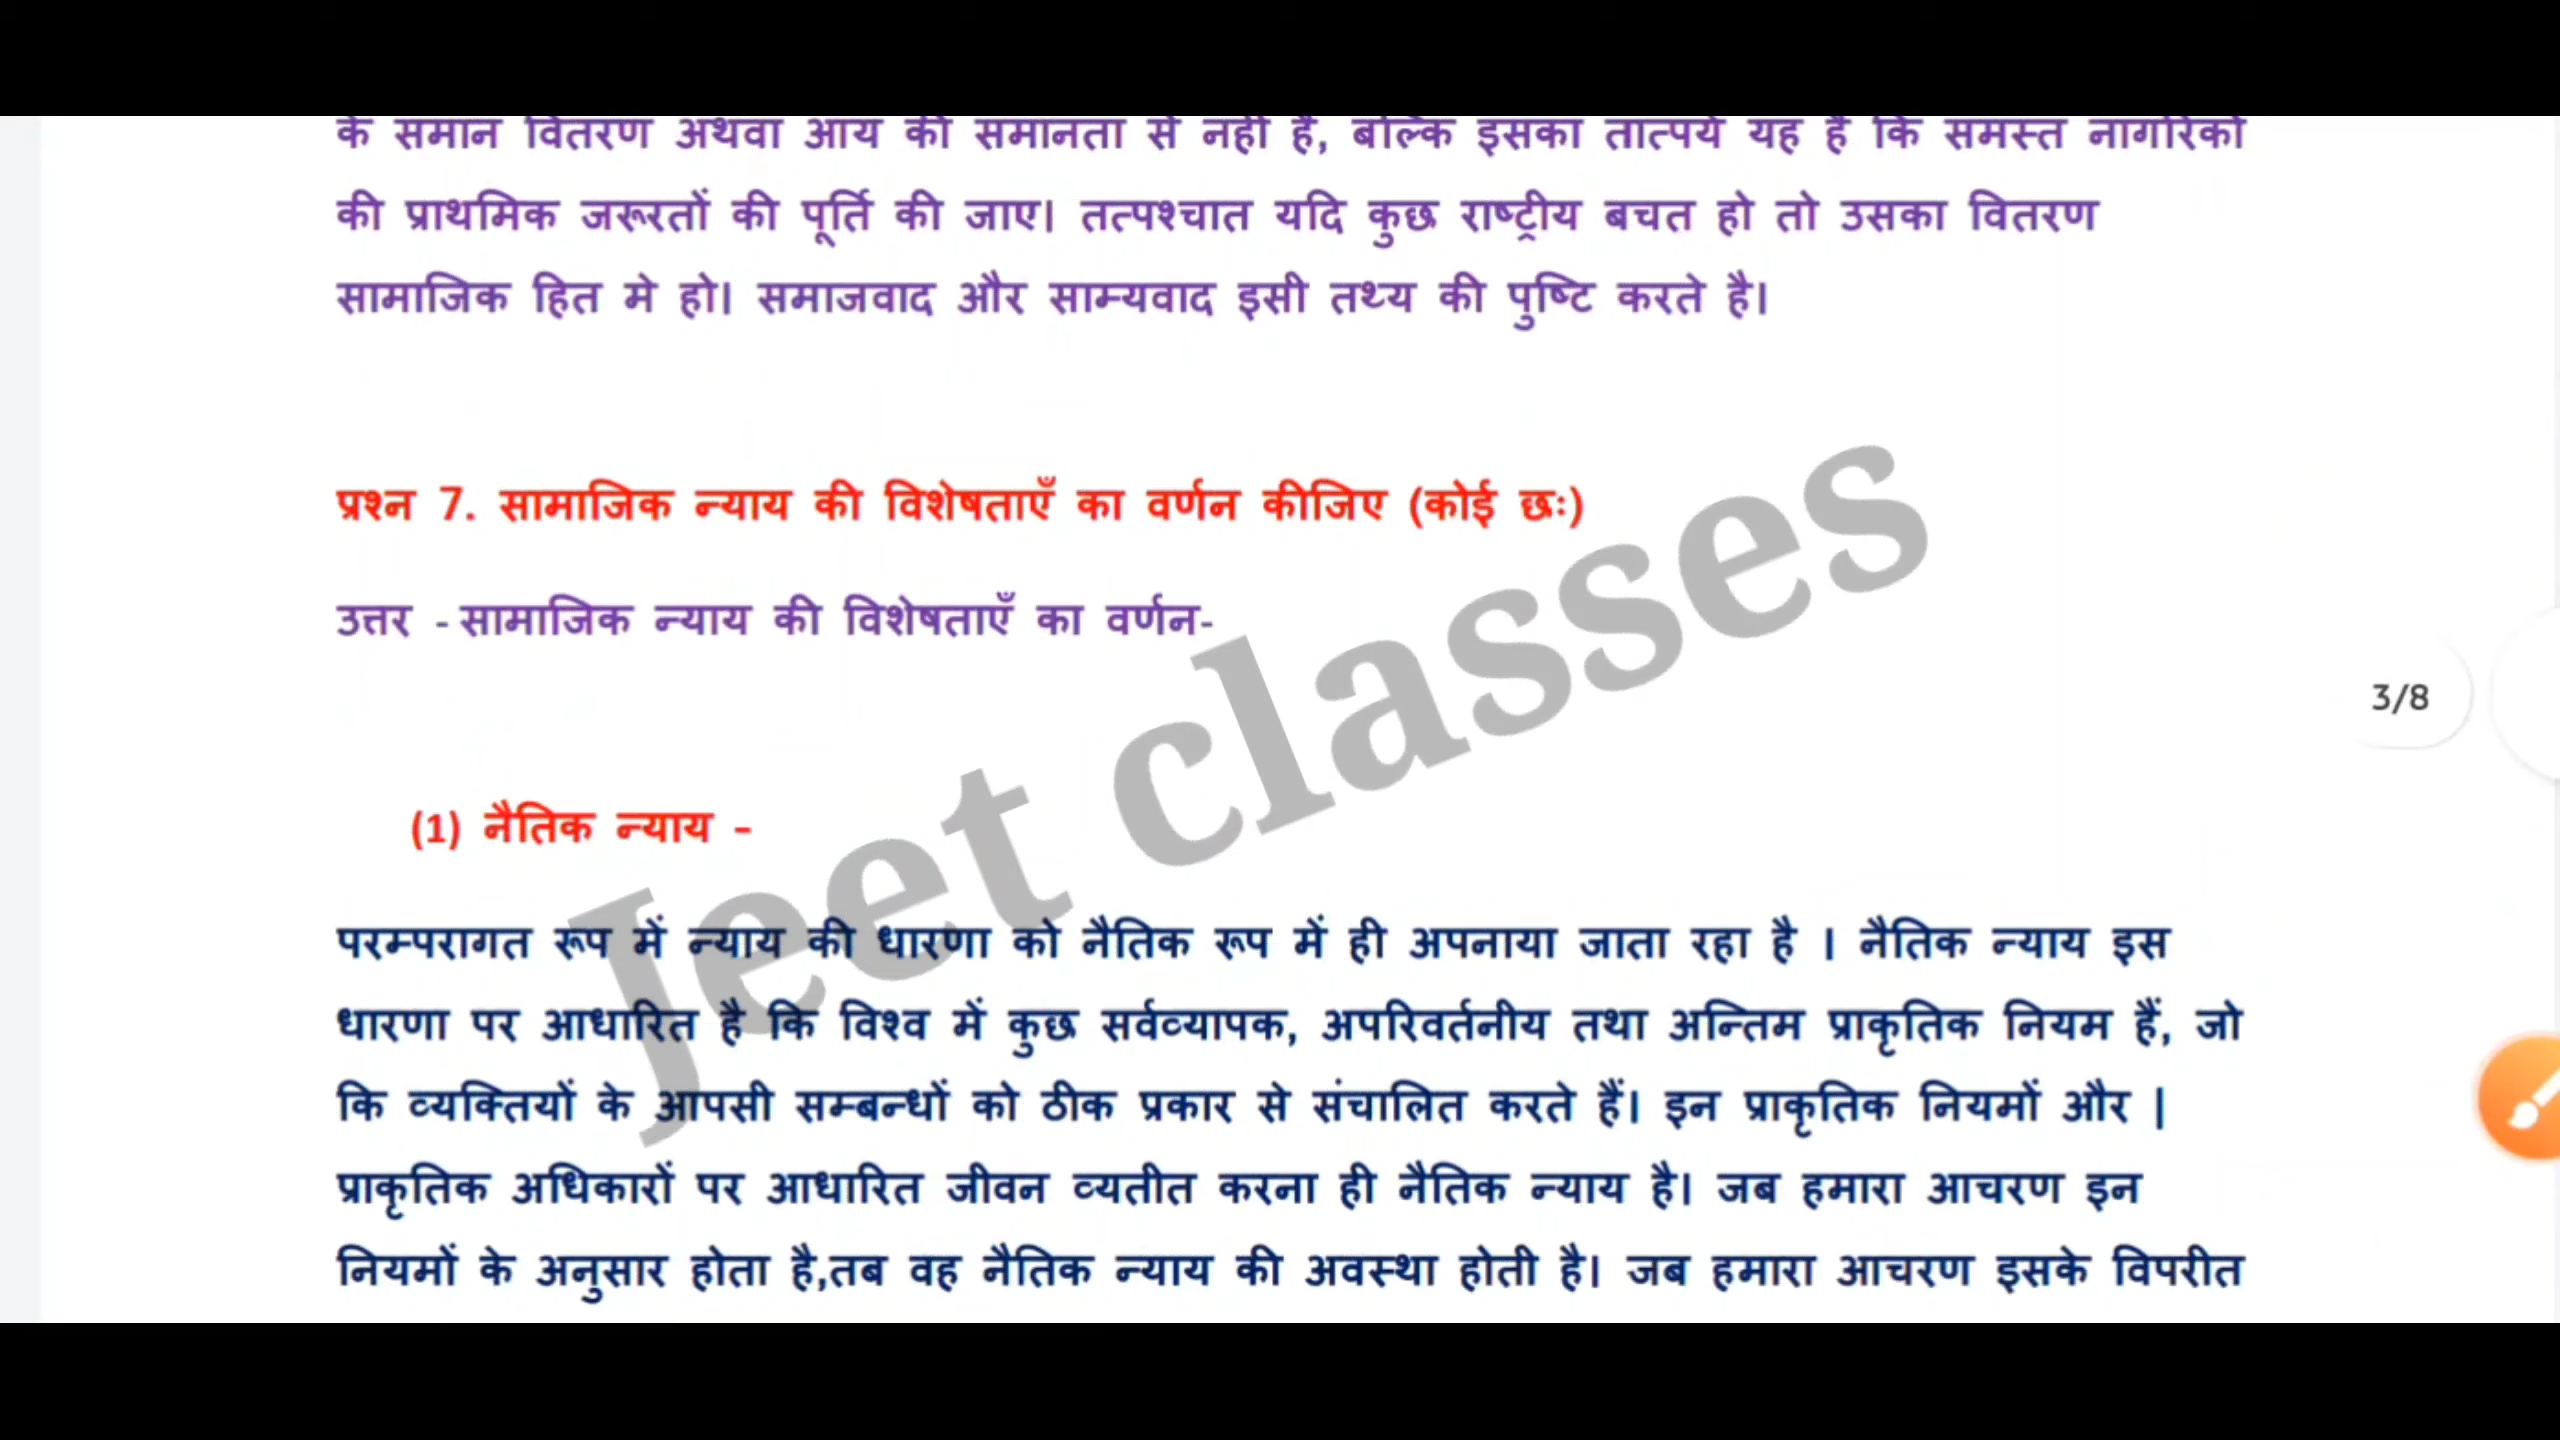 के समान वितरण अथवा आय की समानता से नहीं है, बल्कि इसका तात्पर्य यह है कि समस्त नागरिकों
की प्राथमिक जरूरतों की पूर्ति की जाए। तत्पश्चात यदि कुछ राष्ट्रीय बचत हो तो उसका वितरण
सामाजिक हित मे हो। समाजवाद और साम्यवाद इसी तथ्य की पुष्टि करते है।
प्रश्न 7. सामाजिक न्याय की विशेषताएँ का वर्णन कीजिए (कोई छः)
उत्तर - सामाजिक न्याय की विशेषताएँ का वर्णन-
3/8
(1) नैतिक न्याय –
Jeet classes
परम्परागत रूप में न्याय की धारणा को नैतिक रूप में ही अपनाया जाता रहा है । नैतिक न्याय इस
धारणा पर आधारित है कि विश्व में कुछ सर्वव्यापक, अपरिवर्तनीय तथा अन्तिम प्राकृतिक नियम हैं, जो
कि व्यक्तियों के आपसी सम्बन्धों को ठीक प्रकार से संचालित करते हैं। इन प्राकृतिक नियमों और |
प्राकृतिक अधिकारों पर आधारित जीवन व्यतीत करना ही नैतिक न्याय है। जब हमारा आचरण इन
नियमों के अनुसार होता है,तब वह नैतिक न्याय की अवस्था होती है। जब हमारा आचरण इसके विपरीत